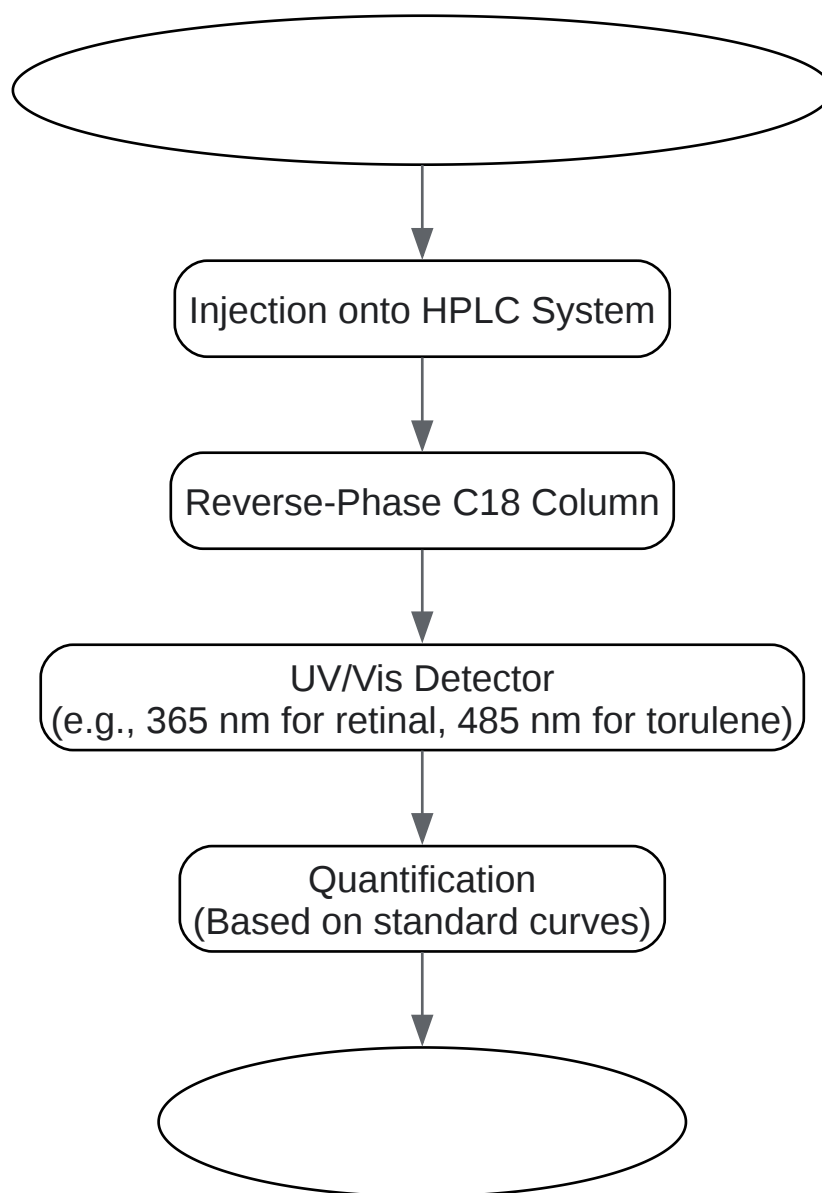 Injection onto HPLC System
Reverse-Phase C18 Column
UV/Vis Detector
(e.g., 365 nm for retinal, 485 nm for torulene)
Quantification
(Based on standard curves)